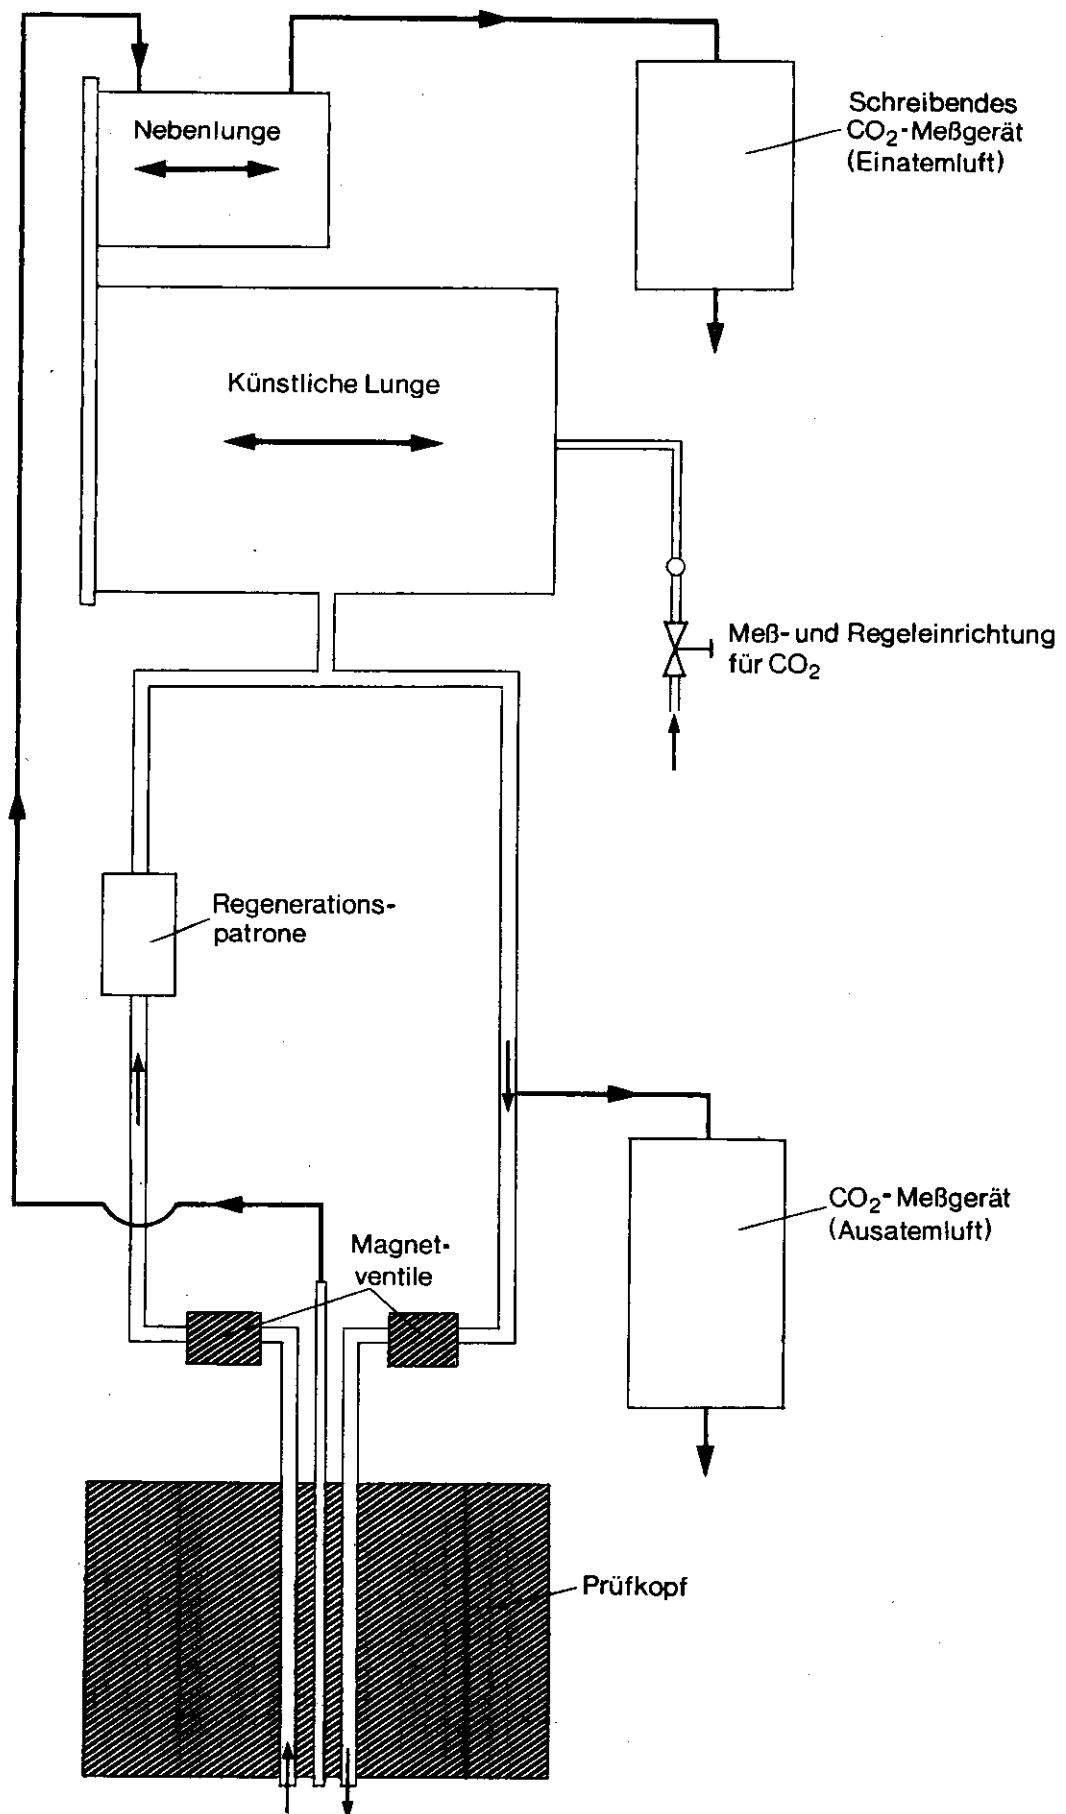 Nebenlunge
Schreibendes
CO₂-Meßgerät
(Einatemluft)
Künstliche Lunge
Meß- und Regeleinrichtung
für CO₂
Regenerations-
patrone
CO₂-Meßgerät
(Ausatemluft)
Magnet-
ventile
Prüfkopf